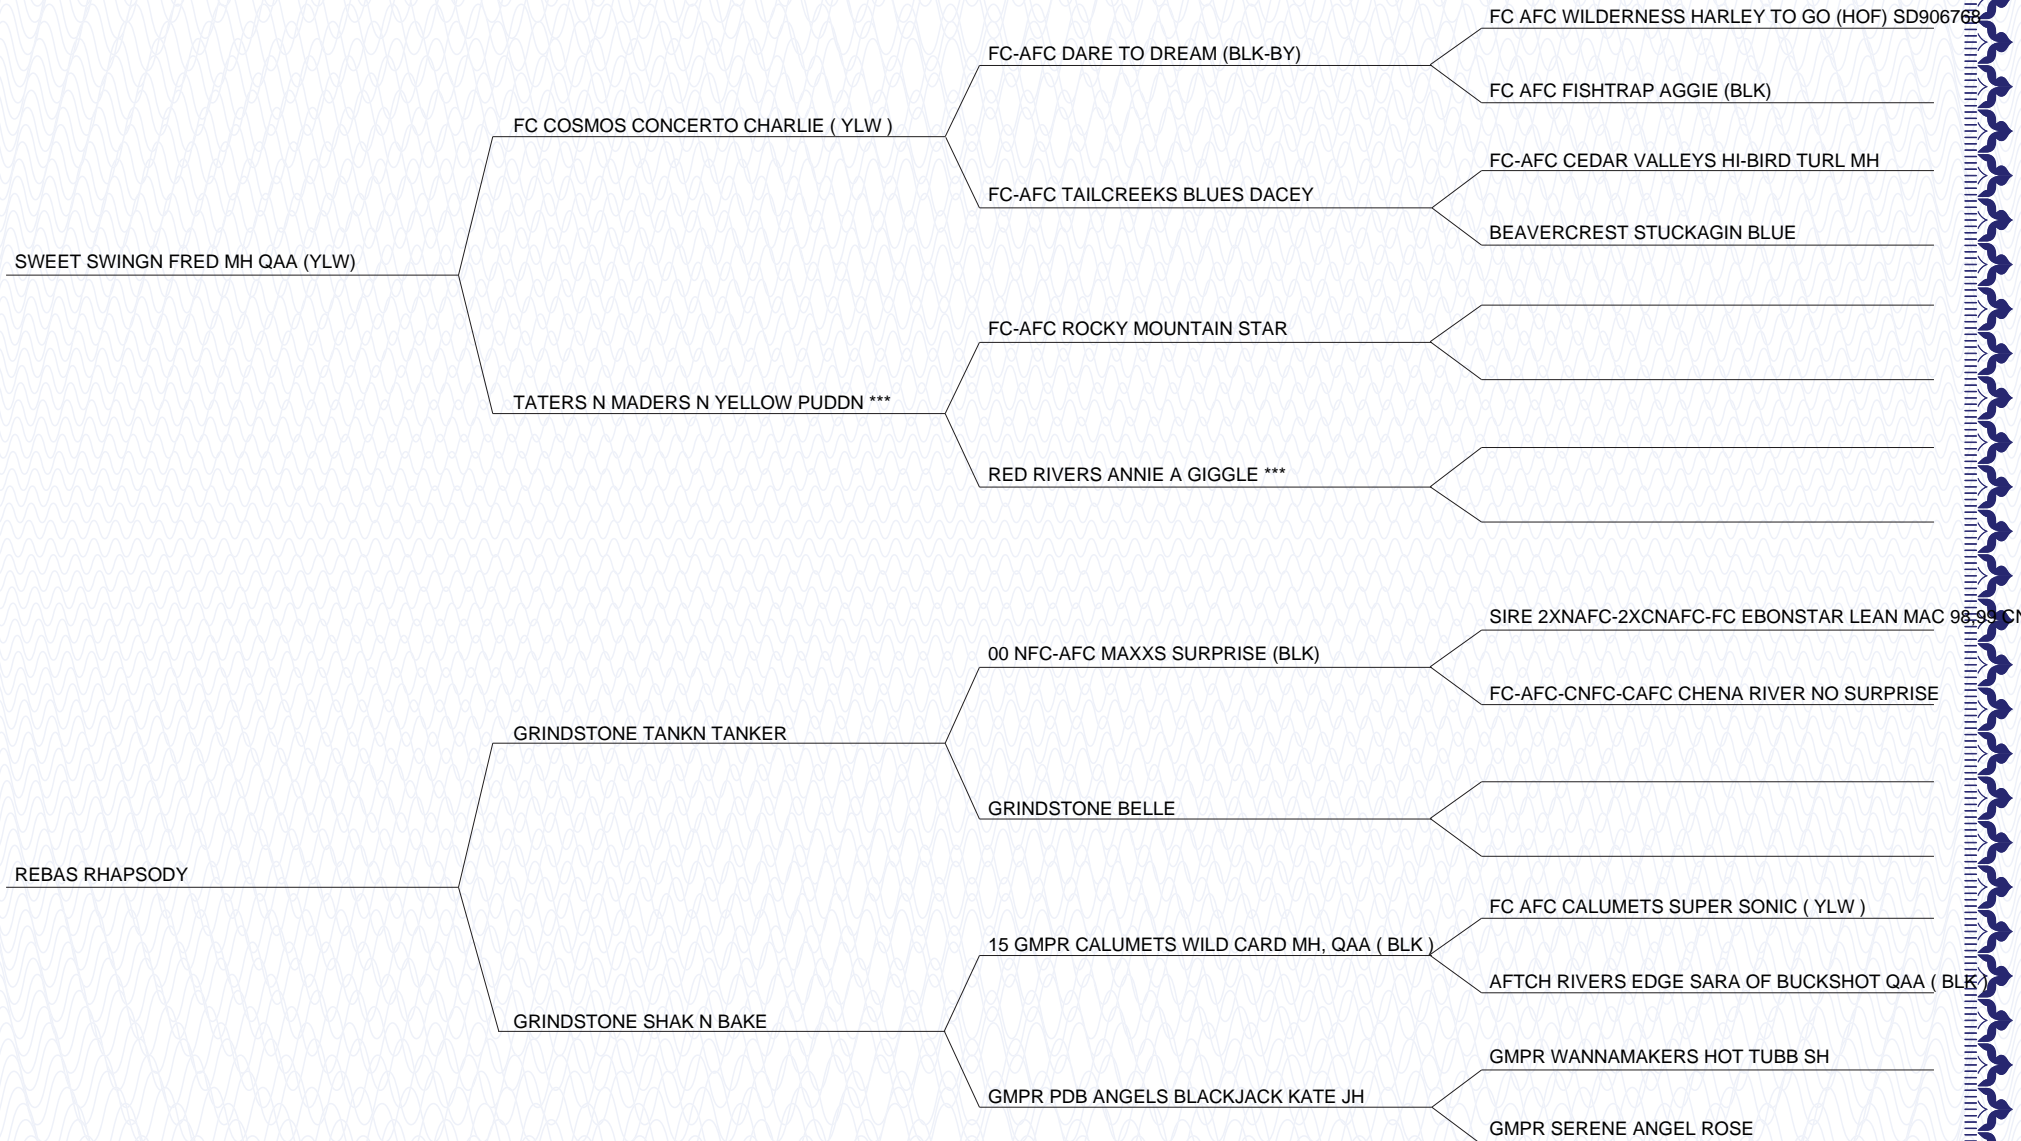 FC AFC WILDERNESS HARLEY TO GO (HOF) SD906768
FC-AFC DARE TO DREAM (BLK-BY)
FC AFC FISHTRAP AGGIE (BLK)
FC COSMOS CONCERTO CHARLIE ( YLW )
FC-AFC CEDAR VALLEYS HI-BIRD TURL MH
FC-AFC TAILCREEKS BLUES DACEY
BEAVERCREST STUCKAGIN BLUE
SWEET SWINGN FRED MH QAA (YLW)
FC-AFC ROCKY MOUNTAIN STAR
TATERS N MADERS N YELLOW PUDDN ***
RED RIVERS ANNIE A GIGGLE ***
SIRE 2XNAFC-2XCNAFC-FC EBONSTAR LEAN MAC 98,99 CN
00 NFC-AFC MAXXS SURPRISE (BLK)
FC-AFC-CNFC-CAFC CHENA RIVER NO SURPRISE
GRINDSTONE TANKN TANKER
GRINDSTONE BELLE
REBAS RHAPSODY
FC AFC CALUMETS SUPER SONIC ( YLW )
15 GMPR CALUMETS WILD CARD MH, QAA ( BLK )
AFTCH RIVERS EDGE SARA OF BUCKSHOT QAA ( BLK )
GRINDSTONE SHAK N BAKE
GMPR WANNAMAKERS HOT TUBB SH
GMPR PDB ANGELS BLACKJACK KATE JH
GMPR SERENE ANGEL ROSE